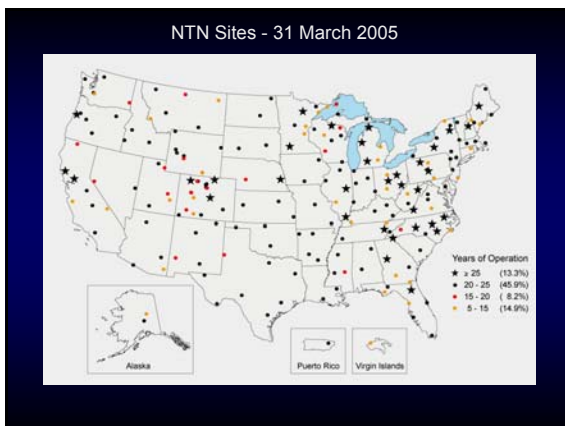 NTN Sites - 31 March 2005
Years of Operation
≥ 25 (13.3%)
20 - 25 (45.9%)
15 - 20 ( 8.2%)
5 - 15 (14.9%)
Alaska
Puerto Rico
Virgin Islands